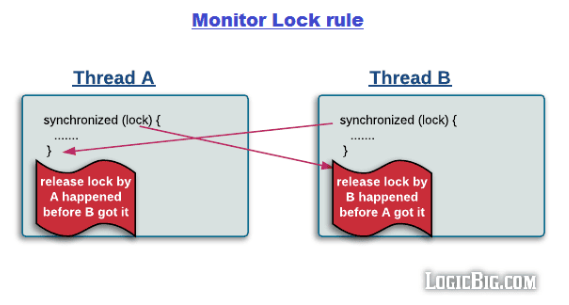 Monitor Lock rule
Thread A
synchronized (lock) {
.......
}
release lock by
A happened
before B got it
Thread B
synchronized (lock) {
.......
}
release lock by
B happened
before A got it
LogicBig.com